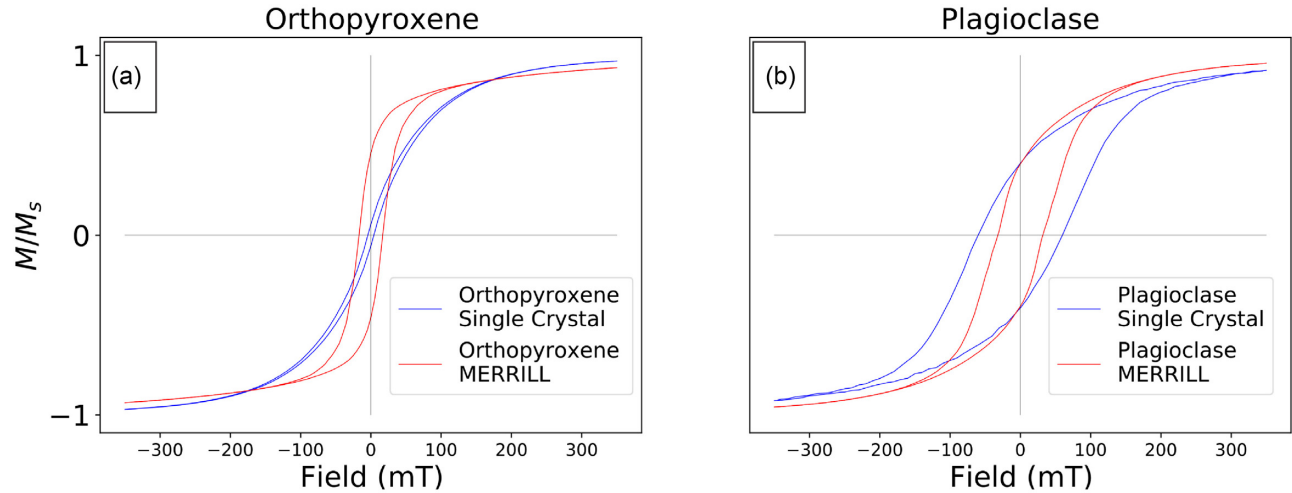 Orthopyroxene
(a)
1
0
−1
M/Ms
Orthopyroxene
Single Crystal
Orthopyroxene
MERRILL
−300 −200 −100 0 100 200 300
Field (mT)
Plagioclase
(b)
Plagioclase
Single Crystal
Plagioclase
MERRILL
−300 −200 −100 0 100 200 300
Field (mT)